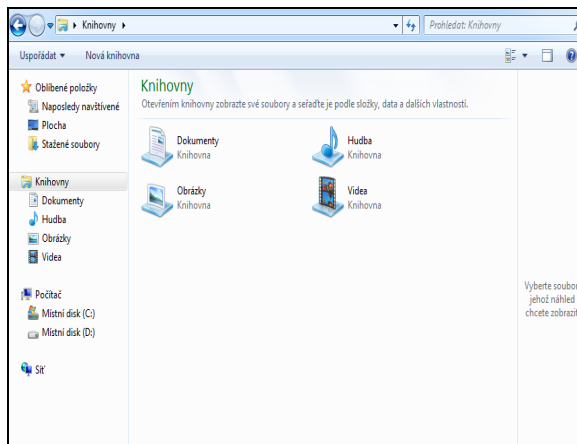 Knihovny
Prohledat: Knihovny
Uspořádat
Nová knihovna
Oblíbené položky
Naposledy navštívené
Plocha
Stažené soubory
Knihovny
Dokumenty
Hudba
Obrázky
Videa
Počítač
Místní disk (C:)
Místní disk (D:)
Síť
Knihovny
Otevřením knihovny zobrazte své soubory a seřaďte je podle složky, data a dalších vlastností.
Dokumenty
Knihovna
Hudba
Knihovna
Obrázky
Knihovna
Videa
Knihovna
Vyberte soubor
jehož náhled
chcete zobrazit